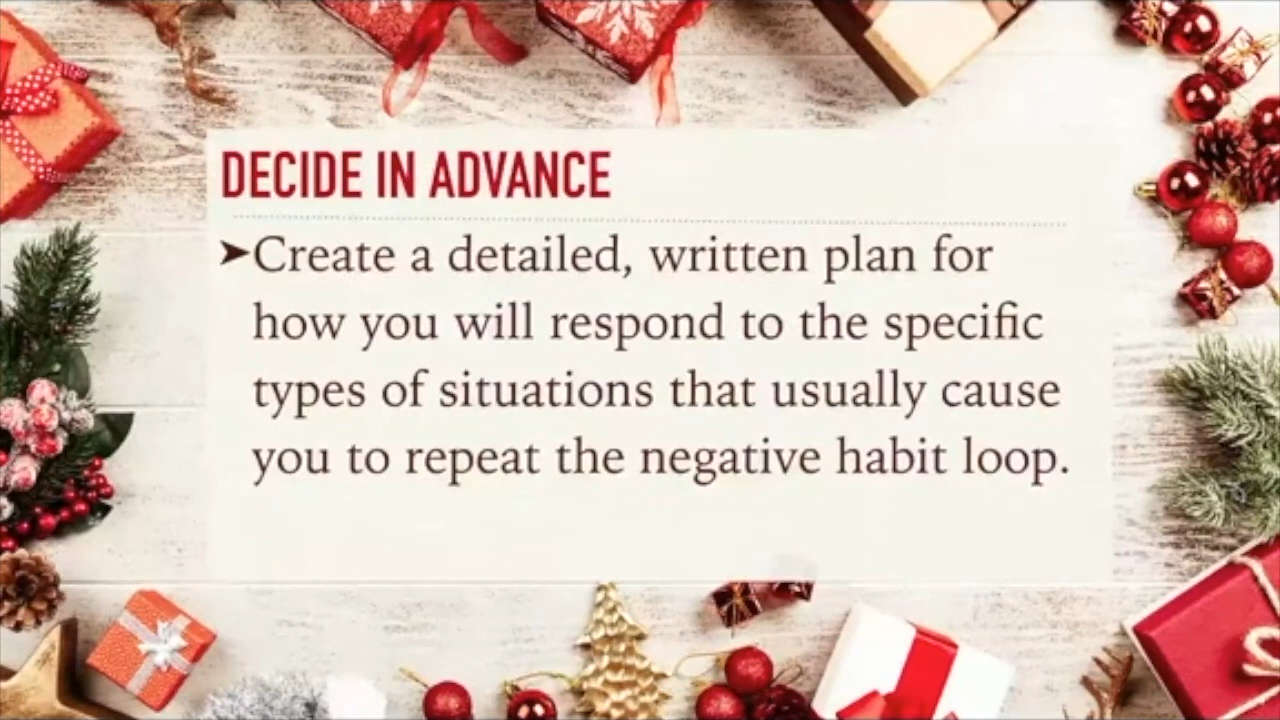 DECIDE IN ADVANCE
➤Create a detailed, written plan for
how you will respond to the specific
types of situations that usually cause
you to repeat the negative habit loop.